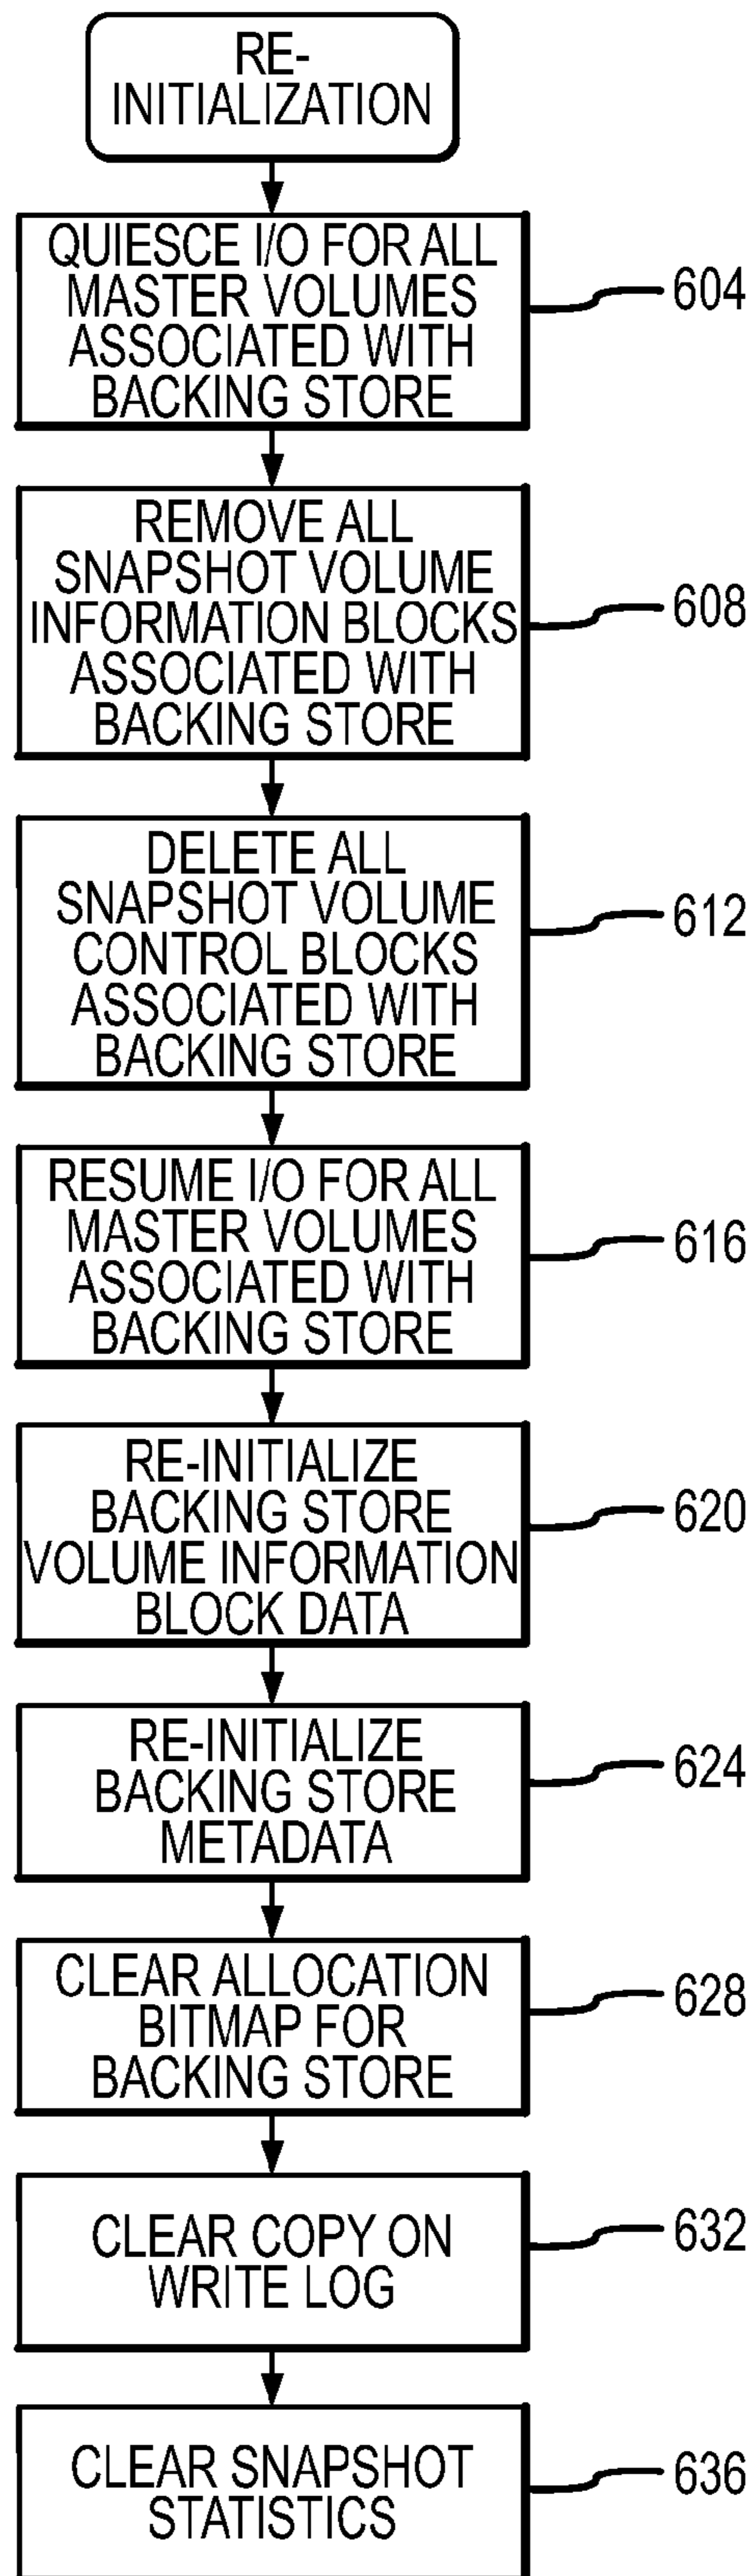 RE-
INITIALIZATION
QUIESCE I/O FOR ALL
MASTER VOLUMES
ASSOCIATED WITH
BACKING STORE
604
REMOVE ALL
SNAPSHOT VOLUME
INFORMATION BLOCKS
ASSOCIATED WITH
BACKING STORE
608
DELETE ALL
SNAPSHOT VOLUME
CONTROL BLOCKS
ASSOCIATED WITH
BACKING STORE
612
RESUME I/O FOR ALL
MASTER VOLUMES
ASSOCIATED WITH
BACKING STORE
616
RE-INITIALIZE
BACKING STORE
VOLUME INFORMATION
BLOCK DATA
620
RE-INITIALIZE
BACKING STORE
METADATA
624
CLEAR ALLOCATION
BITMAP FOR
BACKING STORE
628
CLEAR COPY ON
WRITE LOG
632
CLEAR SNAPSHOT
STATISTICS
636